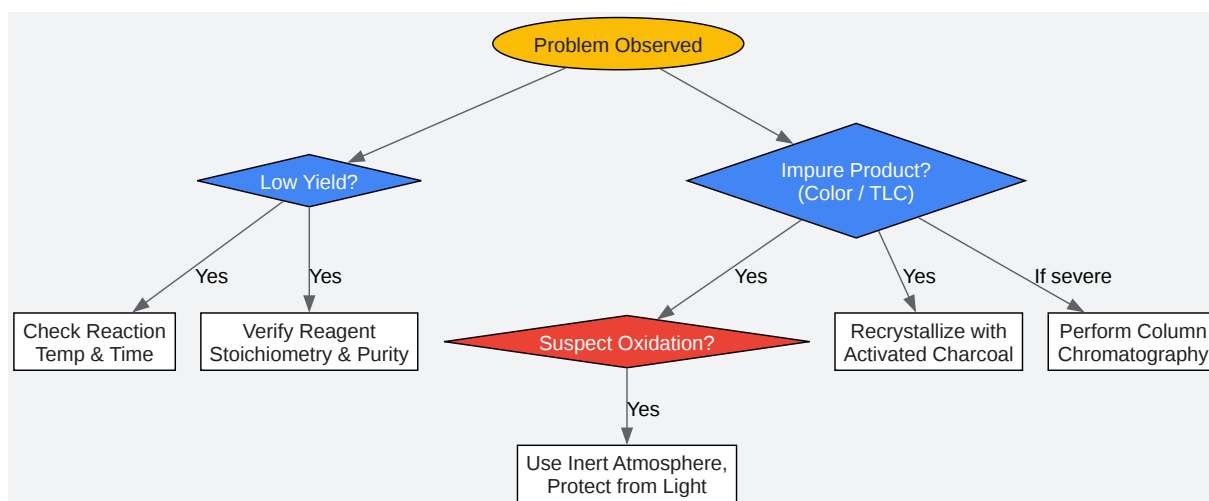 Problem Observed
Low Yield?
Impure Product?
(Color / TLC)
Yes
Yes
Yes
Yes
If severe
Check Reaction
Temp & Time
Verify Reagent
Stoichiometry & Purity
Suspect Oxidation?
Recrystallize with
Activated Charcoal
Perform Column
Chromatography
Yes
Use Inert Atmosphere,
Protect from Light